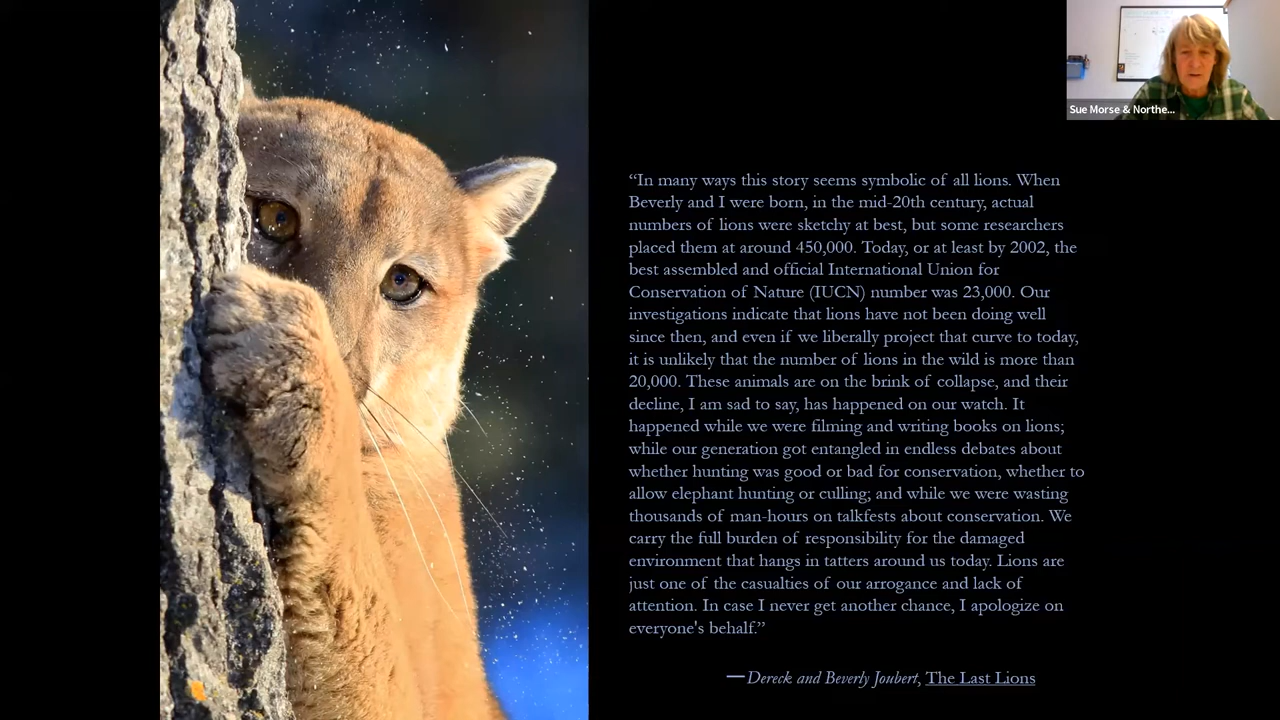 Sue Morse & Northe...
“In many ways this story seems symbolic of all lions. When
Beverly and I were born, in the mid-20th century, actual
numbers of lions were sketchy at best, but some researchers
placed them at around 450,000. Today, or at least by 2002, the
best assembled and official International Union for
Conservation of Nature (IUCN) number was 23,000. Our
investigations indicate that lions have not been doing well
since then, and even if we liberally project that curve to today,
it is unlikely that the number of lions in the wild is more than
20,000. These animals are on the brink of collapse, and their
decline, I am sad to say, has happened on our watch. It
happened while we were filming and writing books on lions;
while our generation got entangled in endless debates about
whether hunting was good or bad for conservation, whether to
allow elephant hunting or culling; and while we were wasting
thousands of man-hours on talkfests about conservation. We
carry the full burden of responsibility for the damaged
environment that hangs in tatters around us today. Lions are
just one of the casualties of our arrogance and lack of
attention. In case I never get another chance, I apologize on
everyone's behalf.”
—Dereck and Beverly Joubert, The Last Lions